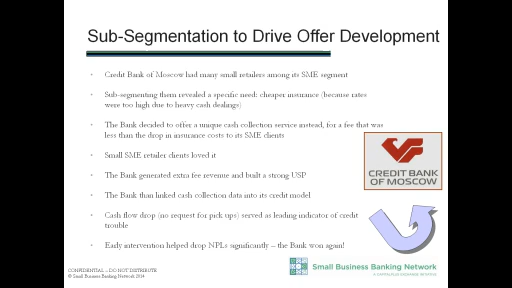 Sub-Segmentation to Drive Offer Development
• Credit Bank of Moscow had many small retailers among its SME segment
• Sub-segmenting them revealed a specific need: cheaper insurance (because rates
were too high due to heavy cash dealings)
• The Bank decided to offer a unique cash collection service instead, for a fee that was
less than the drop in insurance costs to its SME clients
• Small SME retailer clients loved it
• The Bank generated extra fee revenue and built a strong USP
• The Bank than linked cash collection data into its credit model
• Cash flow drop (no request for pick ups) served as leading indicator of credit
trouble
• Early intervention helped drop NPLs significantly – the Bank won again!
CREDIT BANK
OF MOSCOW
CONFIDENTIAL – DO NOT DISTRIBUTE
© Small Business Banking Network 2014
Small Business Banking Network